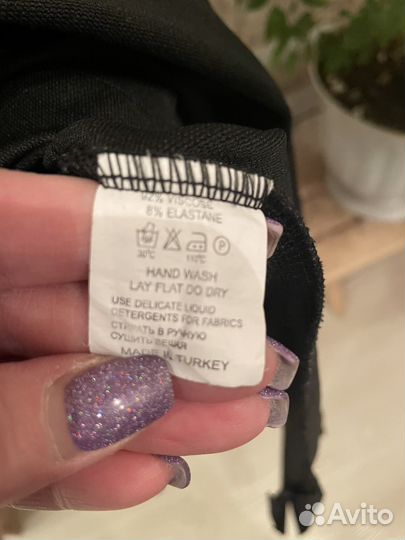 92% VISCOSE
8% ELASTANE
30°C 110°C P
HAND WASH
LAY FLAT DO DRY
USE DELICATE LIQUID
DETERGENTS FOR FABRICS
СТИРАТЬ В РУЧНУЮ
СУШИТЬ ВЕШАЯ
MADE IN TURKEY
Avito